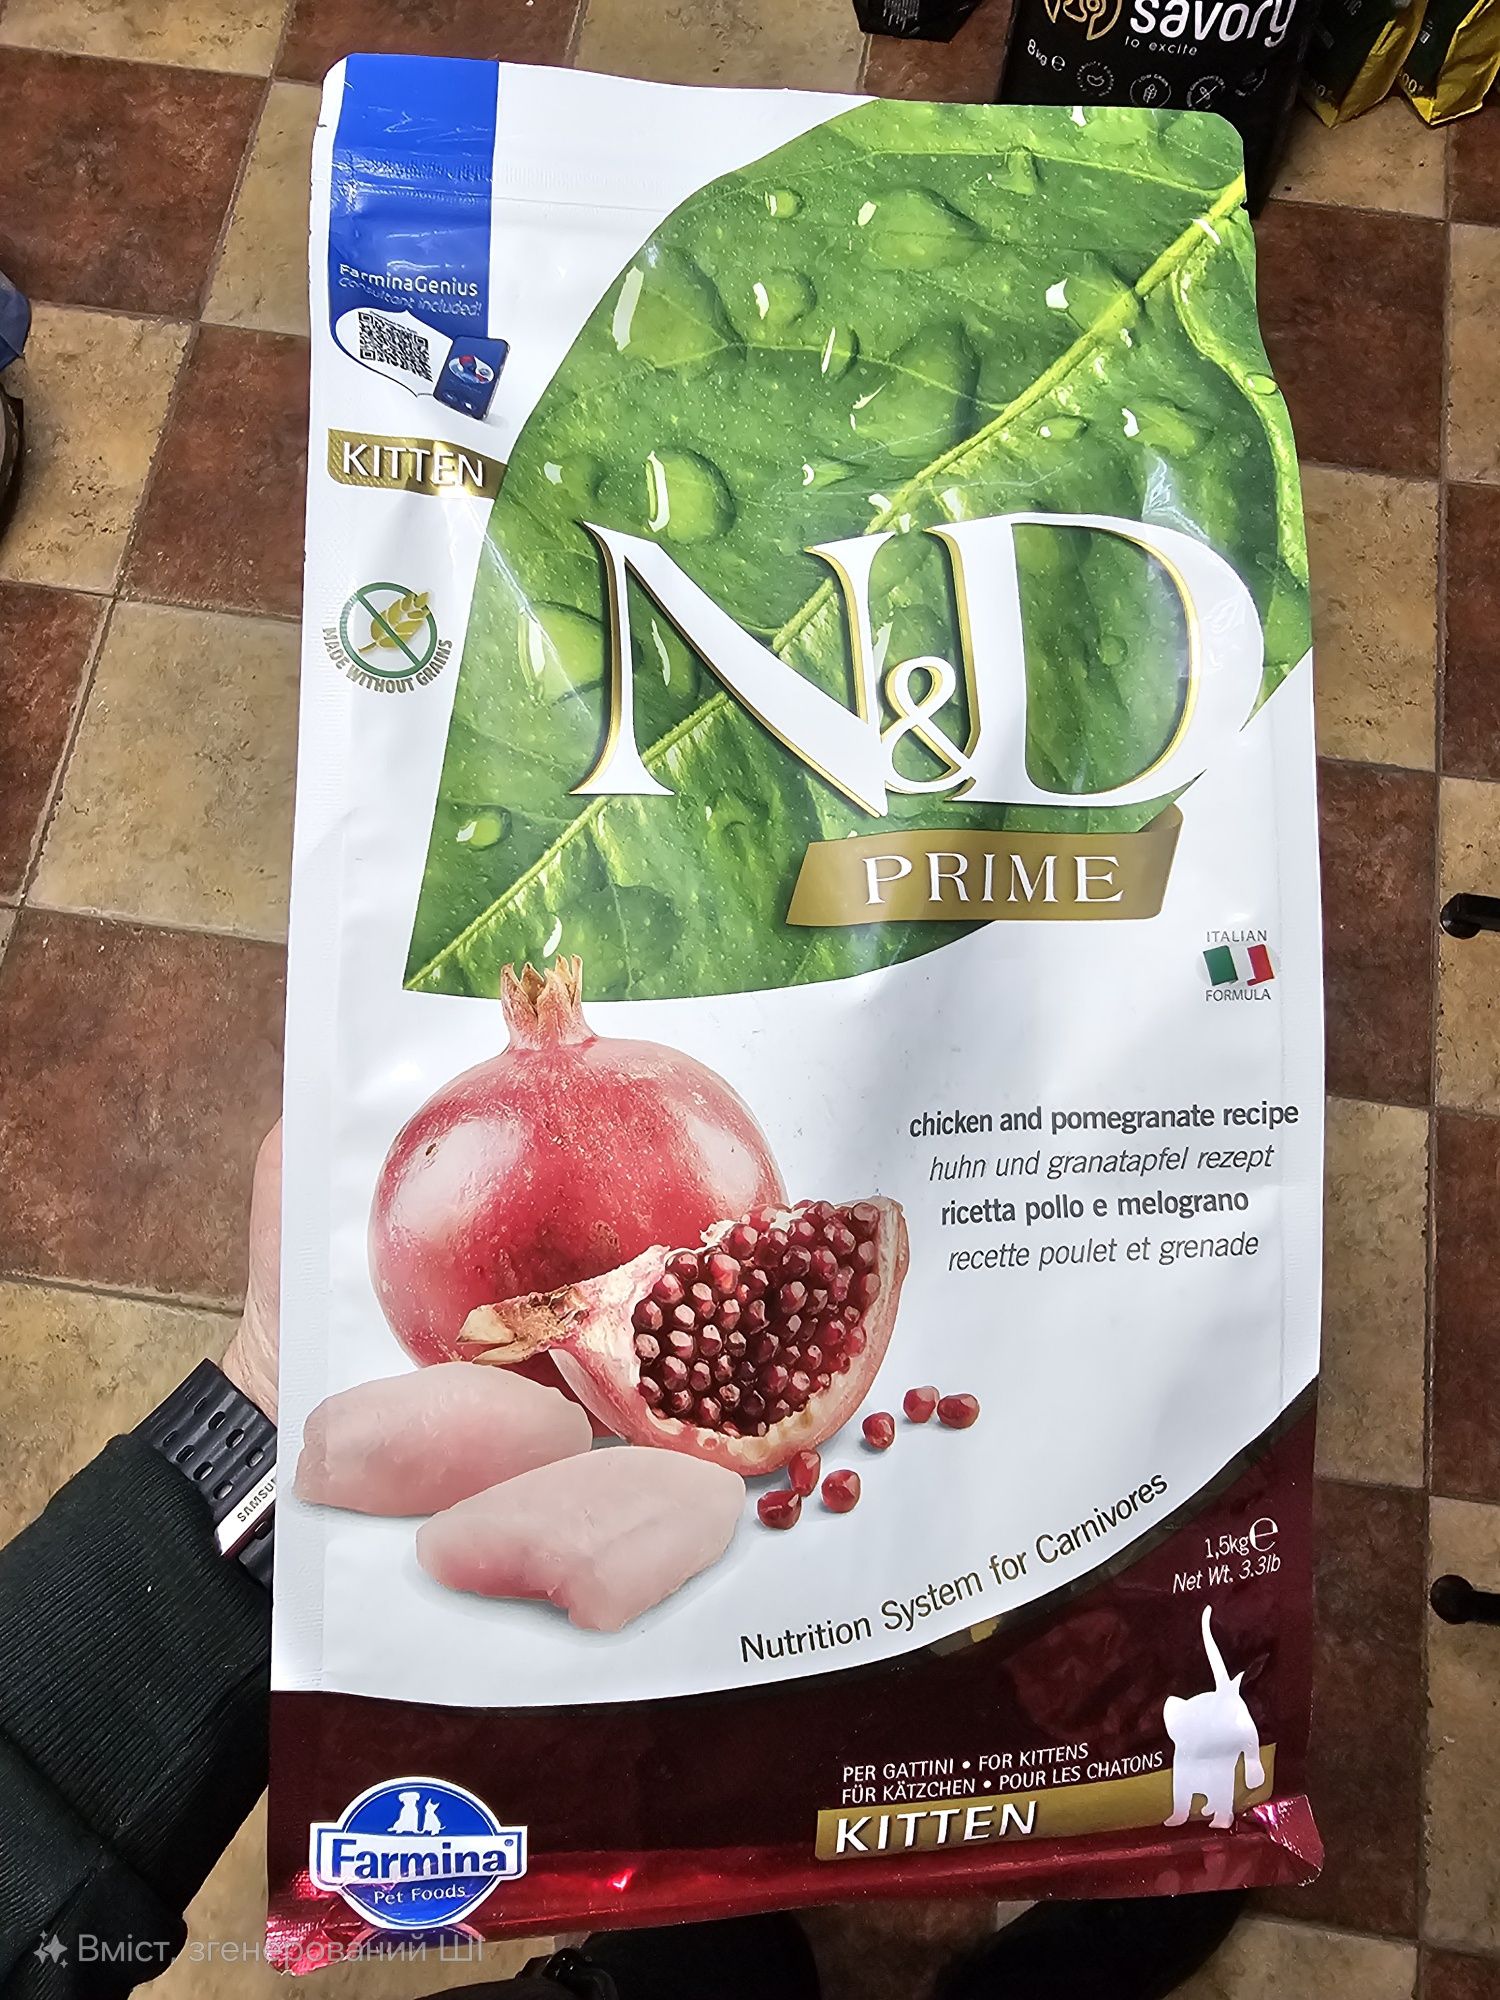 savory
to excite
8kg e
FarminaGenius
consultant included!
KITTEN
MADE WITHOUT GRAINS
N&D
PRIME
ITALIAN
FORMULA
chicken and pomegranate recipe
huhn und granatapfel rezept
ricetta pollo e melograno
recette poulet et grenade
SAMSU
Nutrition System for Carnivores
1,5kg e
Net Wt. 3.3lb
PER GATTINI • FOR KITTENS
FÜR KÄTZCHEN • POUR LES CHATONS
KITTEN
Farmina®
Pet Foods
Вміст, згенерований ШІ